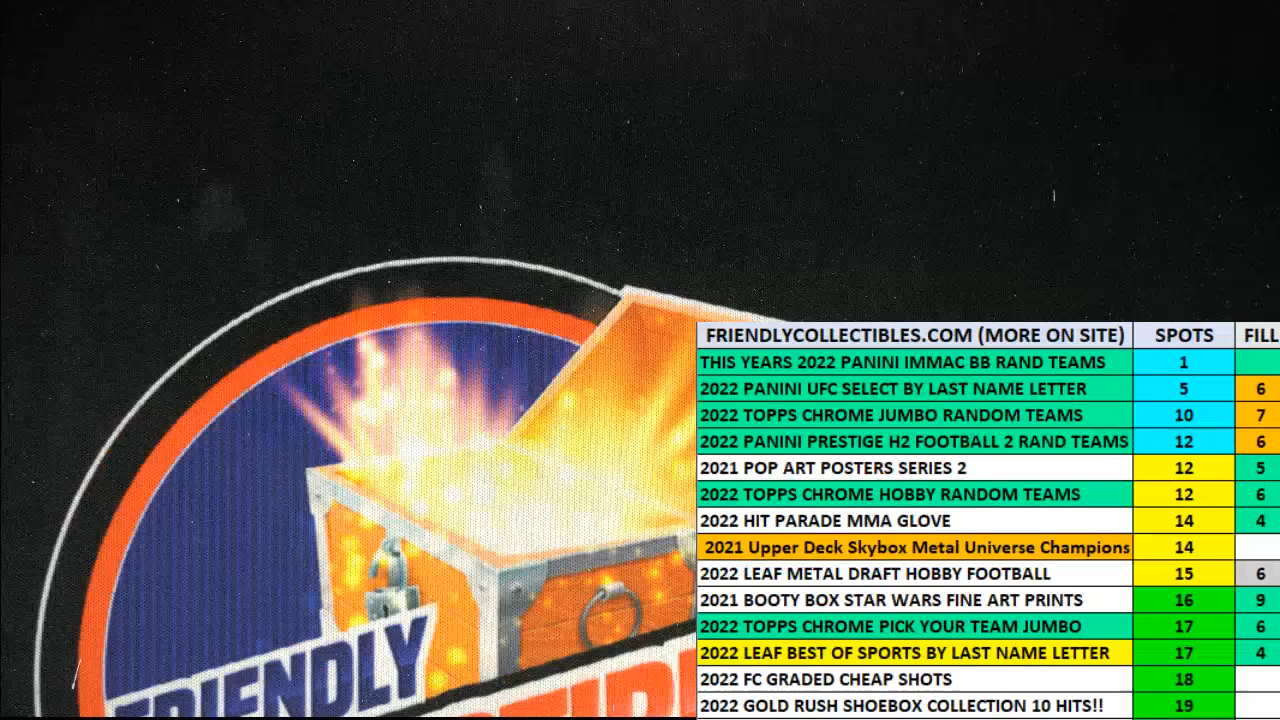 FRIENDLYCOLLECTIBLES.COM (MORE ON SITE) SPOTS FILL
THIS YEARS 2022 PANINI IMMAC BB RAND TEAMS 1
2022 PANINI UFC SELECT BY LAST NAME LETTER 5 6
2022 TOPPS CHROME JUMBO RANDOM TEAMS 10 7
2022 PANINI PRESTIGE H2 FOOTBALL 2 RAND TEAMS 12 6
2021 POP ART POSTERS SERIES 2 12 5
2022 TOPPS CHROME HOBBY RANDOM TEAMS 12 6
2022 HIT PARADE MMA GLOVE 14 4
2021 Upper Deck Skybox Metal Universe Champions 14
2022 LEAF METAL DRAFT HOBBY FOOTBALL 15 6
2021 BOOTY BOX STAR WARS FINE ART PRINTS 16 9
2022 TOPPS CHROME PICK YOUR TEAM JUMBO 17 6
2022 LEAF BEST OF SPORTS BY LAST NAME LETTER 17 4
2022 FC GRADED CHEAP SHOTS 18
2022 GOLD RUSH SHOEBOX COLLECTION 10 HITS!! 19
FRIENDLY